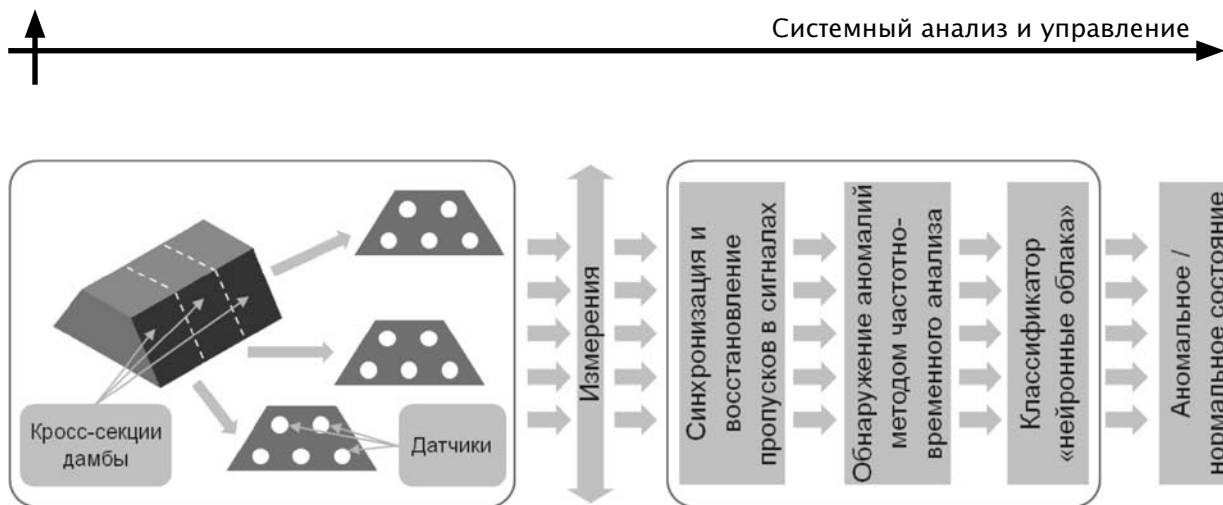 Системный анализ и управление
Кросс-секции
дамбы
Датчики
Измерения
Синхронизация и
восстановление
пропусков в сигналах
Обнаружение аномалий
методом частотно-
временного анализа
Классификатор
«нейронные облака»
Аномальное /
нормальное состояние